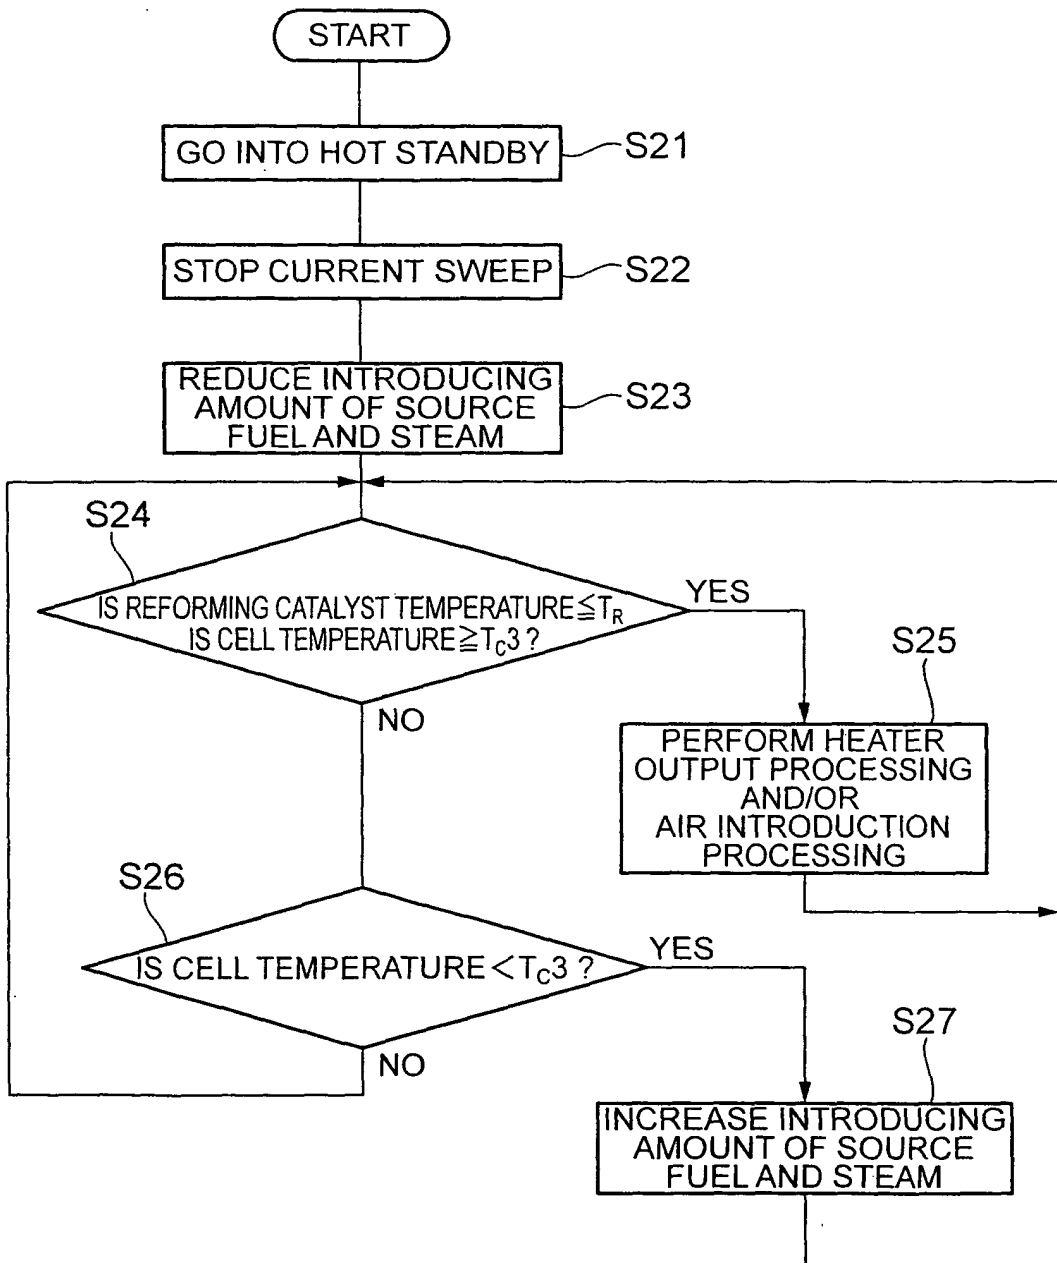 START
GO INTO HOT STANDBY
S21
STOP CURRENT SWEEP
S22
REDUCE INTRODUCING
AMOUNT OF SOURCE
FUEL AND STEAM
S23
S24
IS REFORMING CATALYST TEMPERATURE≦TR
IS CELL TEMPERATURE≧TC3 ?
YES
NO
S25
PERFORM HEATER
OUTPUT PROCESSING
AND/OR
AIR INTRODUCTION
PROCESSING
S26
IS CELL TEMPERATURE<TC3 ?
YES
NO
S27
INCREASE INTRODUCING
AMOUNT OF SOURCE
FUEL AND STEAM